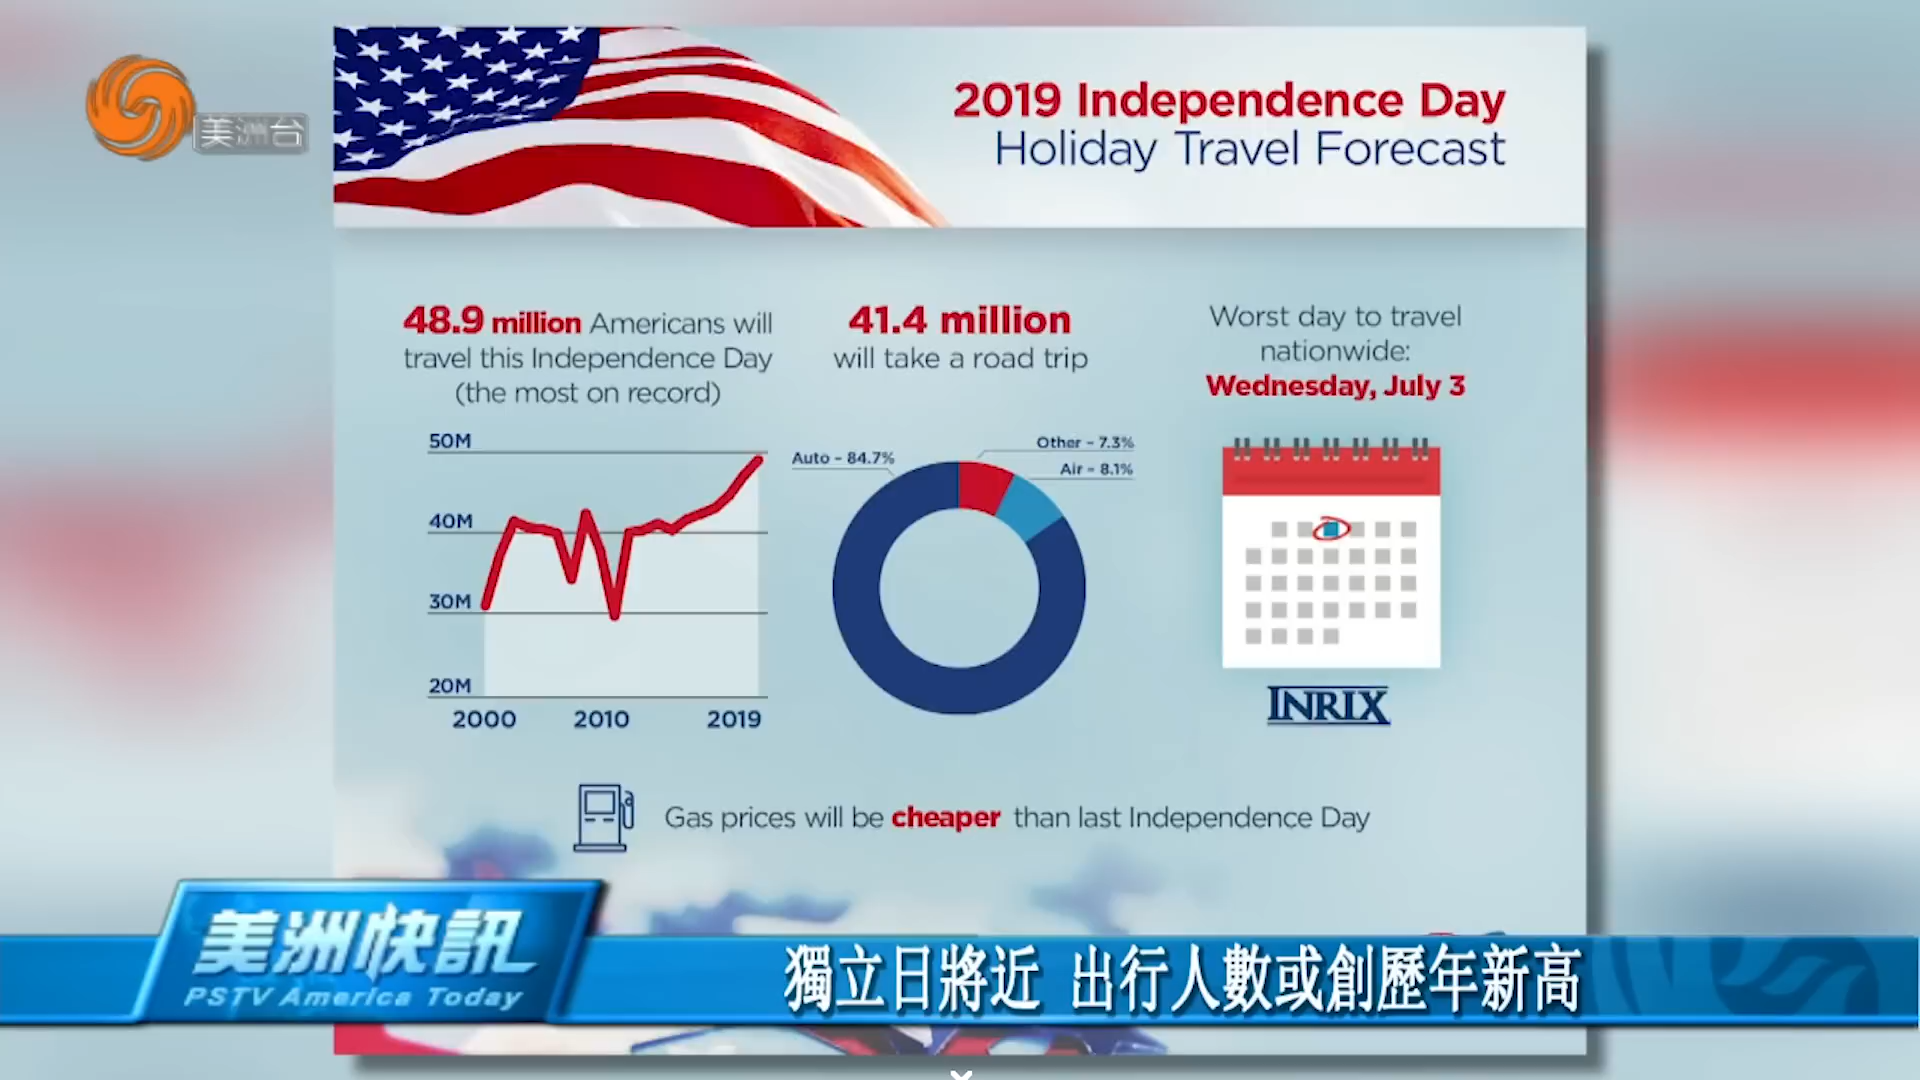 美洲台
2019 Independence Day
Holiday Travel Forecast
48.9 million Americans will
travel this Independence Day
(the most on record)
50M
40M
30M
20M
2000 2010 2019
41.4 million
will take a road trip
Other - 7.3%
Auto - 84.7%
Air - 8.1%
Worst day to travel
nationwide:
Wednesday, July 3
INRIX
Gas prices will be cheaper than last Independence Day
美洲快訊
PSTV America Today
獨立日將近 出行人數或創歷年新高